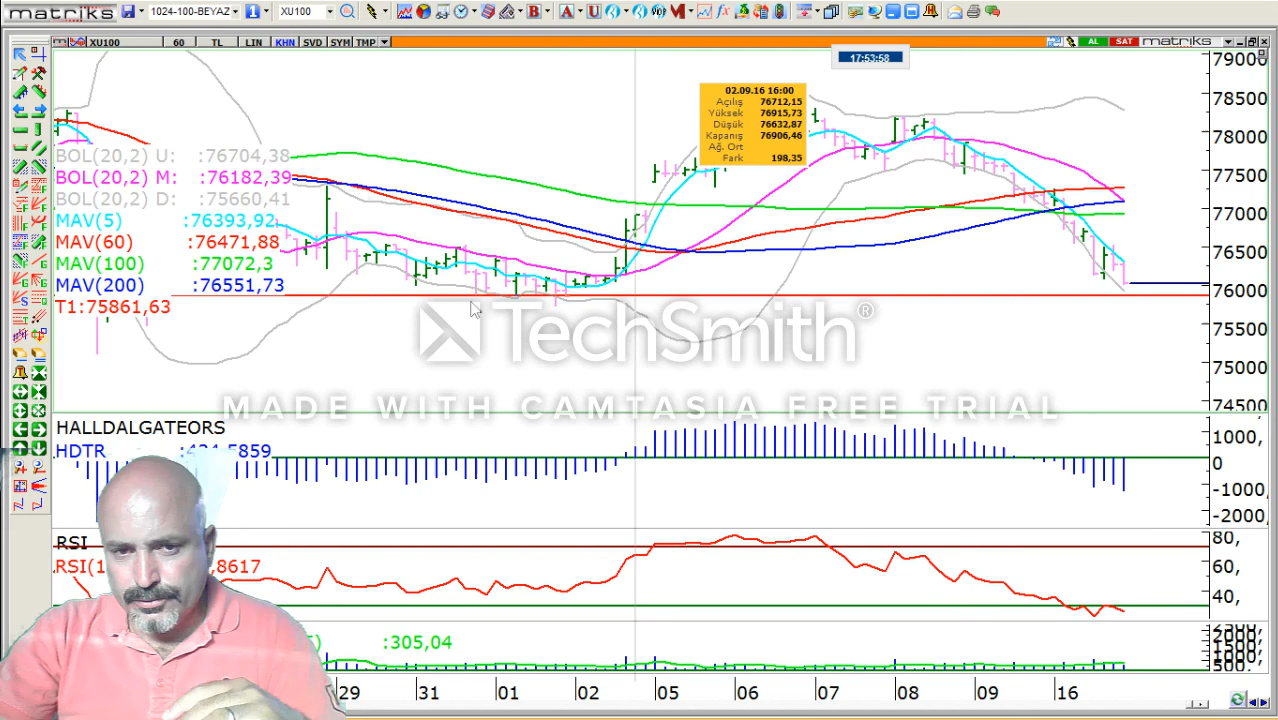 matriks
1024-100-BEYAZ
1
XU100
B
A
U
M
XU100
60
TL
LIN
KHN
SVD
SYM
TMP
AL
SAT
matriks
17:53:58
02.09.16 16:00
Açılış 76712,15
Yüksek 76915,73
Düşük 76632,87
Kapanış 76906,46
Ağ. Ort
Fark 198,35
BOL(20,2) U: :76704,38
BOL(20,2) M: :76182,39
BOL(20,2) D: :75660,41
MAV(5) :76393,92
MAV(60) :76471,88
MAV(100) :77072,3
MAV(200) :76551,73
T1:75861,63
79000
78500
78000
77500
77000
76500
76000
75500
75000
74500
TechSmith®
MADE WITH CAMTASIA FREE TRIAL
HALLDALGATEORS
HDTR
1000,
0
-1000,
-2000,
RSI
RSI(1
,8617
80,
60,
40,
:305,04
500.
29
31
01
02
05
06
07
08
09
16